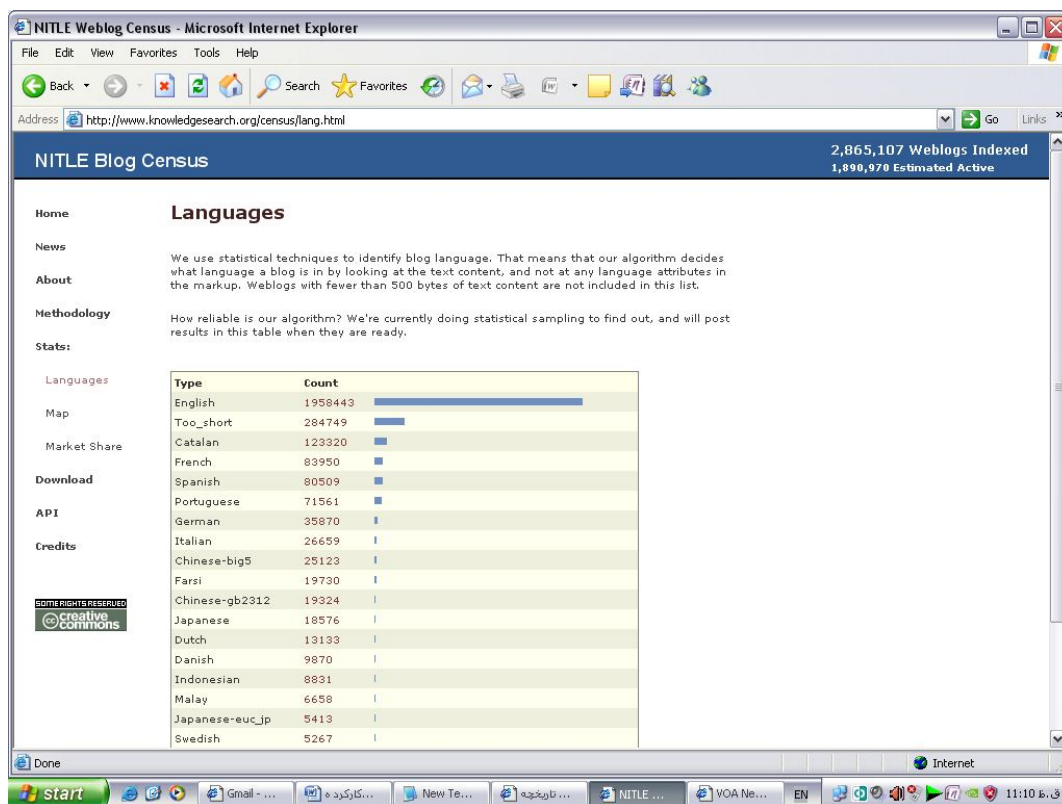 NITLE Weblog Census - Microsoft Internet Explorer
File Edit View Favorites Tools Help
Back Search Favorites
Address http://www.knowledgesearch.org/census/lang.html Go Links
NITLE Blog Census
2,865,107 Weblogs Indexed
1,890,970 Estimated Active
Home
News
About
Methodology
Stats:
Languages
Map
Market Share
Download
API
Credits
SOME RIGHTS RESERVED
cc creative commons
Languages
We use statistical techniques to identify blog language. That means that our algorithm decides
what language a blog is in by looking at the text content, and not at any language attributes in
the markup. Weblogs with fewer than 500 bytes of text content are not included in this list.
How reliable is our algorithm? We're currently doing statistical sampling to find out, and will post
results in this table when they are ready.
Type Count
English 1958443
Too_short 284749
Catalan 123320
French 83950
Spanish 80509
Portuguese 71561
German 35870
Italian 26659
Chinese-big5 25123
Farsi 19730
Chinese-gb2312 19324
Japanese 18576
Dutch 13133
Danish 9870
Indonesian 8831
Malay 6658
Japanese-euc_jp 5413
Swedish 5267
Done Internet
start Gmail - ... کارکرد ه... New Te... تاریخچه ... NITLE ... VOA Ne... EN 11:10 ب.ظ